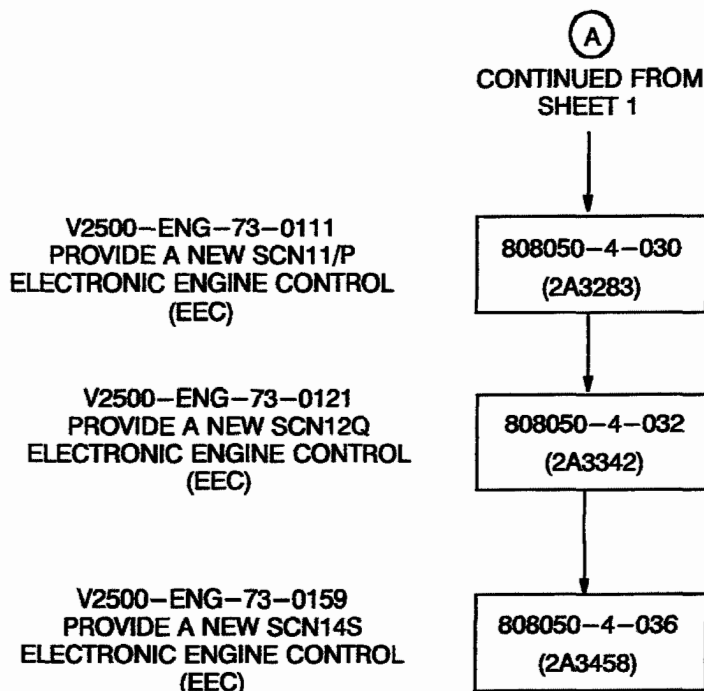 A
CONTINUED FROM
SHEET 1
V2500-ENG-73-0111
PROVIDE A NEW SCN11/P
ELECTRONIC ENGINE CONTROL
(EEC)
808050-4-030
(2A3283)
V2500-ENG-73-0121
PROVIDE A NEW SCN12Q
ELECTRONIC ENGINE CONTROL
(EEC)
808050-4-032
(2A3342)
V2500-ENG-73-0159
PROVIDE A NEW SCN14S
ELECTRONIC ENGINE CONTROL
(EEC)
808050-4-036
(2A3458)